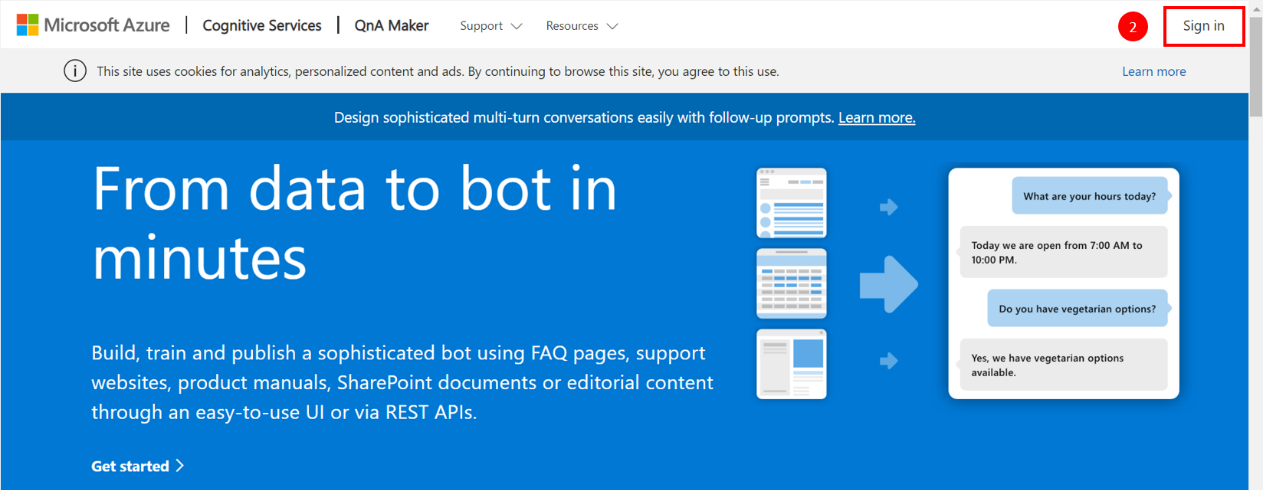 Microsoft Azure | Cognitive Services | QnA Maker Support Resources 2 Sign in
This site uses cookies for analytics, personalized content and ads. By continuing to browse this site, you agree to this use. Learn more
Design sophisticated multi-turn conversations easily with follow-up prompts. Learn more.
From data to bot in
minutes
Build, train and publish a sophisticated bot using FAQ pages, support
websites, product manuals, SharePoint documents or editorial content
through an easy-to-use UI or via REST APIs.
Get started
What are your hours today?
Today we are open from 7:00 AM to
10:00 PM.
Do you have vegetarian options?
Yes, we have vegetarian options
available.